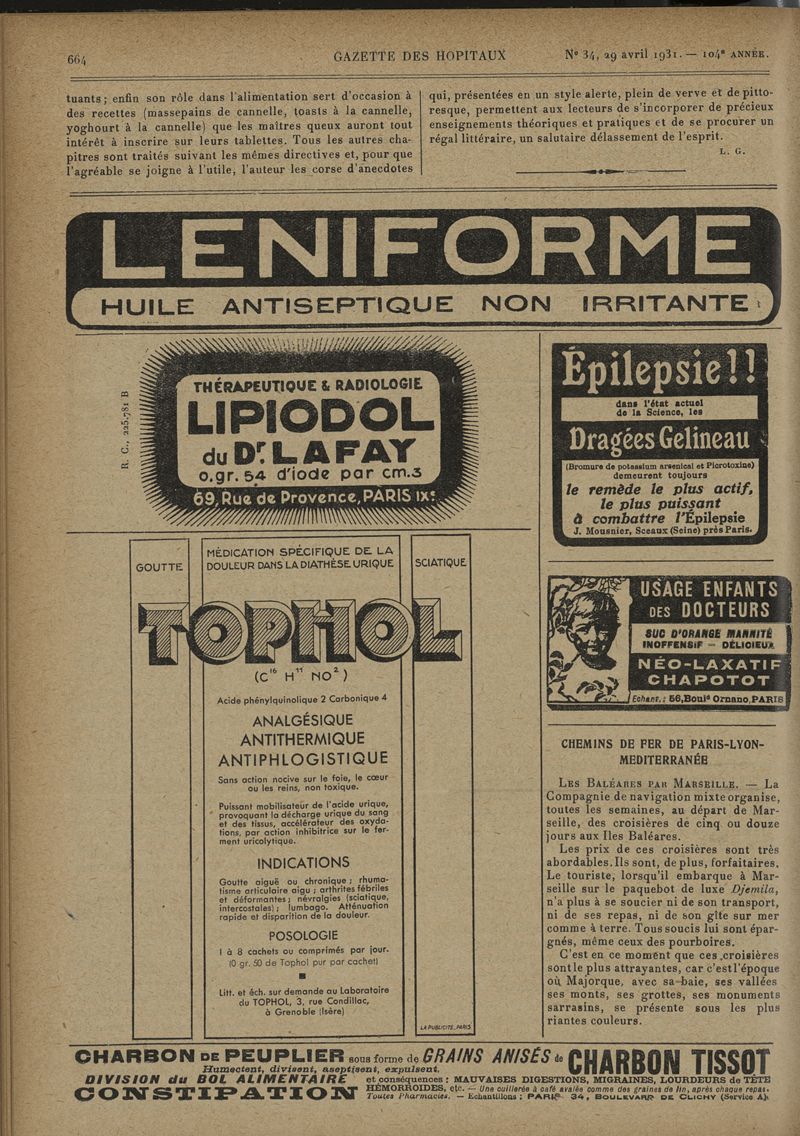 664
GAZETTE DES HOPITAUX
N° 34, 29 avril 1931. — 104e ANNÉE.
tuants ; enfin son rôle dans l'alimentation sert d'occasion à
des recettes (massepains de cannelle, toasts à la cannelle,
yoghourt à la cannelle) que les maîtres queux auront tout
intérêt à inscrire sur leurs tablettes. Tous les autres cha-
pitres sont traités suivant les mêmes directives et, pour que
l'agréable se joigne à l'utile, l'auteur les corse d'anecdotes
qui, présentées en un style alerte, plein de verve et de pitto-
resque, permettent aux lecteurs de s'incorporer de précieux
enseignements théoriques et pratiques et de se procurer un
régal littéraire, un salutaire délassement de l'esprit.
L. G.
LENIFORME
HUILE ANTISEPTIQUE NON IRRITANTE
R. C., 225.781 B
THÉRAPEUTIQUE & RADIOLOGIE
LIPIODOL
du Dr. LAFAY
0.gr. 54 d'iode par cm.3
69, Rue de Provence, PARIS IXe.
Épilepsie!!
dans l'état actuel
de la Science, les
Dragées Gelineau
(Bromure de potassium arsenical et Picrotoxine)
demeurent toujours
le remède le plus actif,
le plus puissant
à combattre l'Épilepsie
J. Mousnier, Sceaux (Seine) près Paris.
GOUTTE
MÉDICATION SPÉCIFIQUE DE LA
DOULEUR DANS LA DIATHÈSE URIQUE
SCIATIQUE
TOPHOL
(C16 H11 NO2)
Acide phénylquinolique 2 Carbonique 4
ANALGÉSIQUE
ANTITHERMIQUE
ANTIPHLOGISTIQUE
Sans action nocive sur le foie, le cœur
ou les reins, non toxique.
Puissant mobilisateur de l'acide urique,
provoquant la décharge urique du sang
et des tissus, accélérateur des oxyda-
tions, par action inhibitrice sur le fer-
ment uricolytique.
INDICATIONS
Goutte aiguë ou chronique ; rhuma-
tisme articulaire aigu ; arthrites fébriles
et déformantes ; névralgies (sciatique,
intercostales) ; lumbago. Atténuation
rapide et disparition de la douleur.
POSOLOGIE
1 à 8 cachets ou comprimés par jour.
(0 gr. 50 de Tophol pur par cachet)
Litt. et éch. sur demande au Laboratoire
du TOPHOL, 3, rue Condillac,
à Grenoble (Isère)
LA PUBLICITE, PARIS
USAGE ENFANTS
DES DOCTEURS
SUC D'ORANGE MANNITÉ
INOFFENSIF — DÉLICIEUX
NÉO-LAXATIF
CHAPOTOT
Echant. : 56, Boulд Ornano, PARIS
CHEMINS DE FER DE PARIS-LYON-
MEDITERRANÉE
LES BALÉARES PAR MARSEILLE. — La
Compagnie de navigation mixte organise,
toutes les semaines, au départ de Mar-
seille, des croisières de cinq ou douze
jours aux Iles Baléares.
Les prix de ces croisières sont très
abordables. Ils sont, de plus, forfaitaires.
Le touriste, lorsqu'il embarque à Mar-
seille sur le paquebot de luxe Djemila,
n'a plus à se soucier ni de son transport,
ni de ses repas, ni de son gîte sur mer
comme à terre. Tous soucis lui sont épar-
gnés, même ceux des pourboires.
C'est en ce moment que ces croisières
sont le plus attrayantes, car c'est l'époque
où Majorque, avec sa baie, ses vallées
ses monts, ses grottes, ses monuments
sarrasins, se présente sous les plus
riantes couleurs.
CHARBON DE PEUPLIER sous forme de GRAINS ANISÉS de CHARBON TISSOT
Humectent, divisent, aseptisent, expulsent.
DIVISION du BOL ALIMENTAIRE et conséquences : MAUVAISES DIGESTIONS, MIGRAINES, LOURDEURS de TÊTE
CONSTIPATION HÉMORROIDES, etc. — Une cuillerée à café avalée comme des graines de lin, après chaque repas.
Toutes Pharmacies. — Echantillons : PARIS 34, BOULEVARD DE CLICHY (Service A).